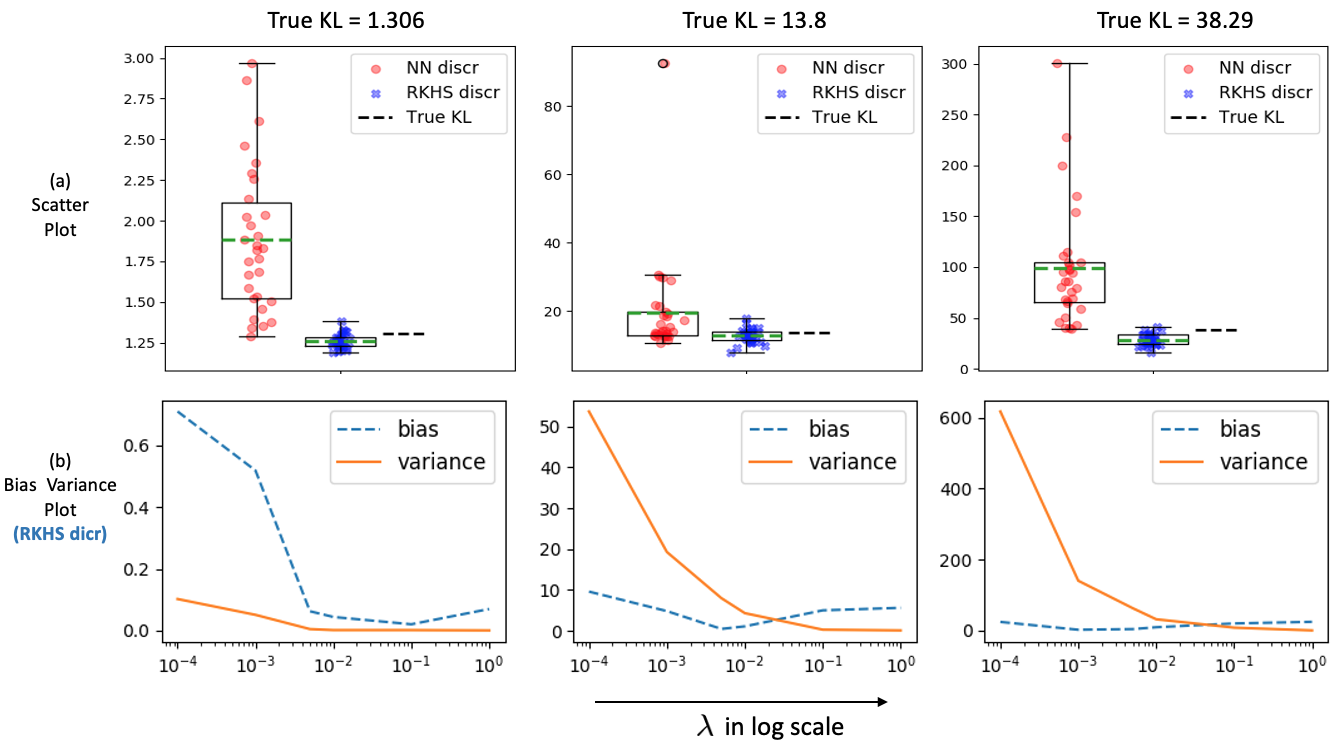 True KL = 1.306
True KL = 13.8
True KL = 38.29
(a)
Scatter
Plot
3.00
2.75
2.50
2.25
2.00
1.75
1.50
1.25
NN discr
RKHS discr
True KL
80
60
40
20
NN discr
RKHS discr
True KL
300
250
200
150
100
50
0
NN discr
RKHS discr
True KL
(b)
Bias Variance
Plot
(RKHS dicr)
0.6
0.4
0.2
0.0
bias
variance
10⁻⁴ 10⁻³ 10⁻² 10⁻¹ 10⁰
50
40
30
20
10
0
bias
variance
10⁻⁴ 10⁻³ 10⁻² 10⁻¹ 10⁰
600
400
200
0
bias
variance
10⁻⁴ 10⁻³ 10⁻² 10⁻¹ 10⁰
λ in log scale